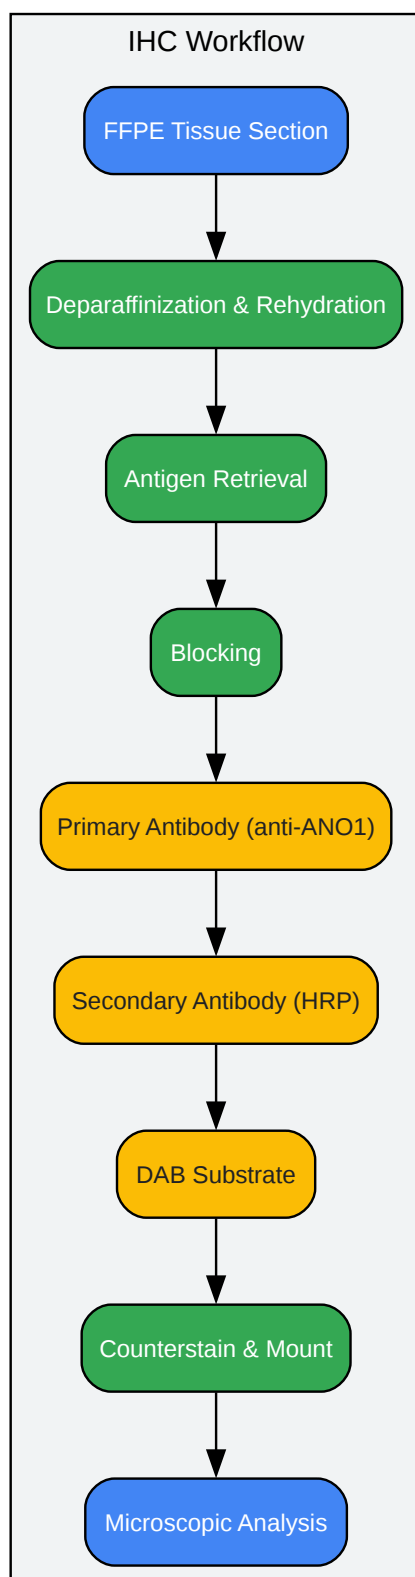 IHC Workflow
FFPE Tissue Section
Deparaffinization & Rehydration
Antigen Retrieval
Blocking
Primary Antibody (anti-ANO1)
Secondary Antibody (HRP)
DAB Substrate
Counterstain & Mount
Microscopic Analysis